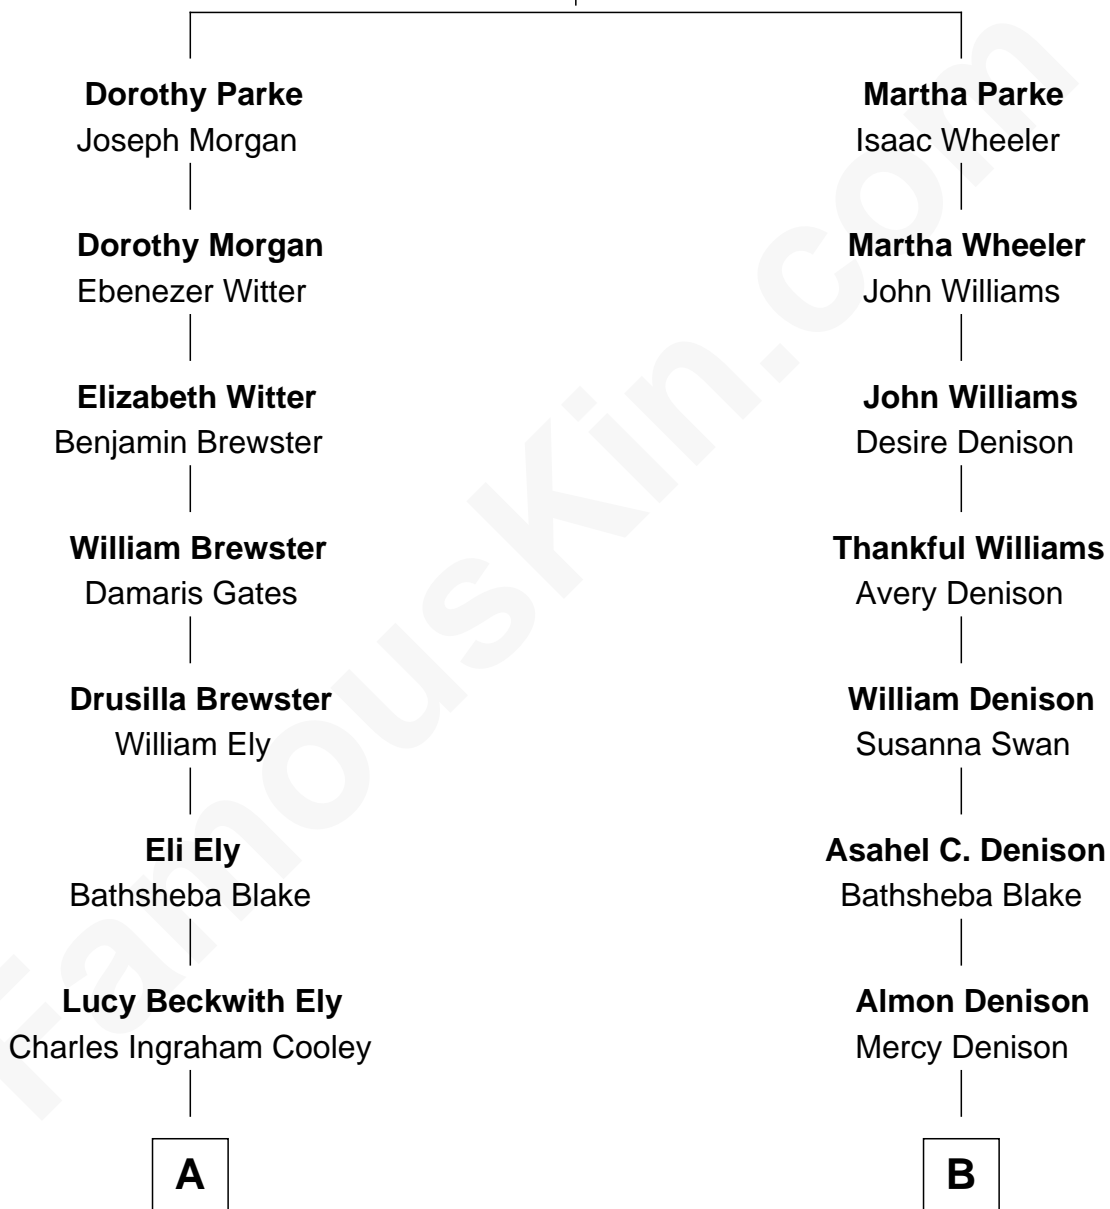 Dorothy Parke
Joseph Morgan
Dorothy Morgan
Ebenezer Witter
Elizabeth Witter
Benjamin Brewster
William Brewster
Damaris Gates
Drusilla Brewster
William Ely
Eli Ely
Bathsheba Blake
Lucy Beckwith Ely
Charles Ingraham Cooley
A
Martha Parke
Isaac Wheeler
Martha Wheeler
John Williams
John Williams
Desire Denison
Thankful Williams
Avery Denison
William Denison
Susanna Swan
Asahel C. Denison
Bathsheba Blake
Almon Denison
Mercy Denison
B
FamousKin.com